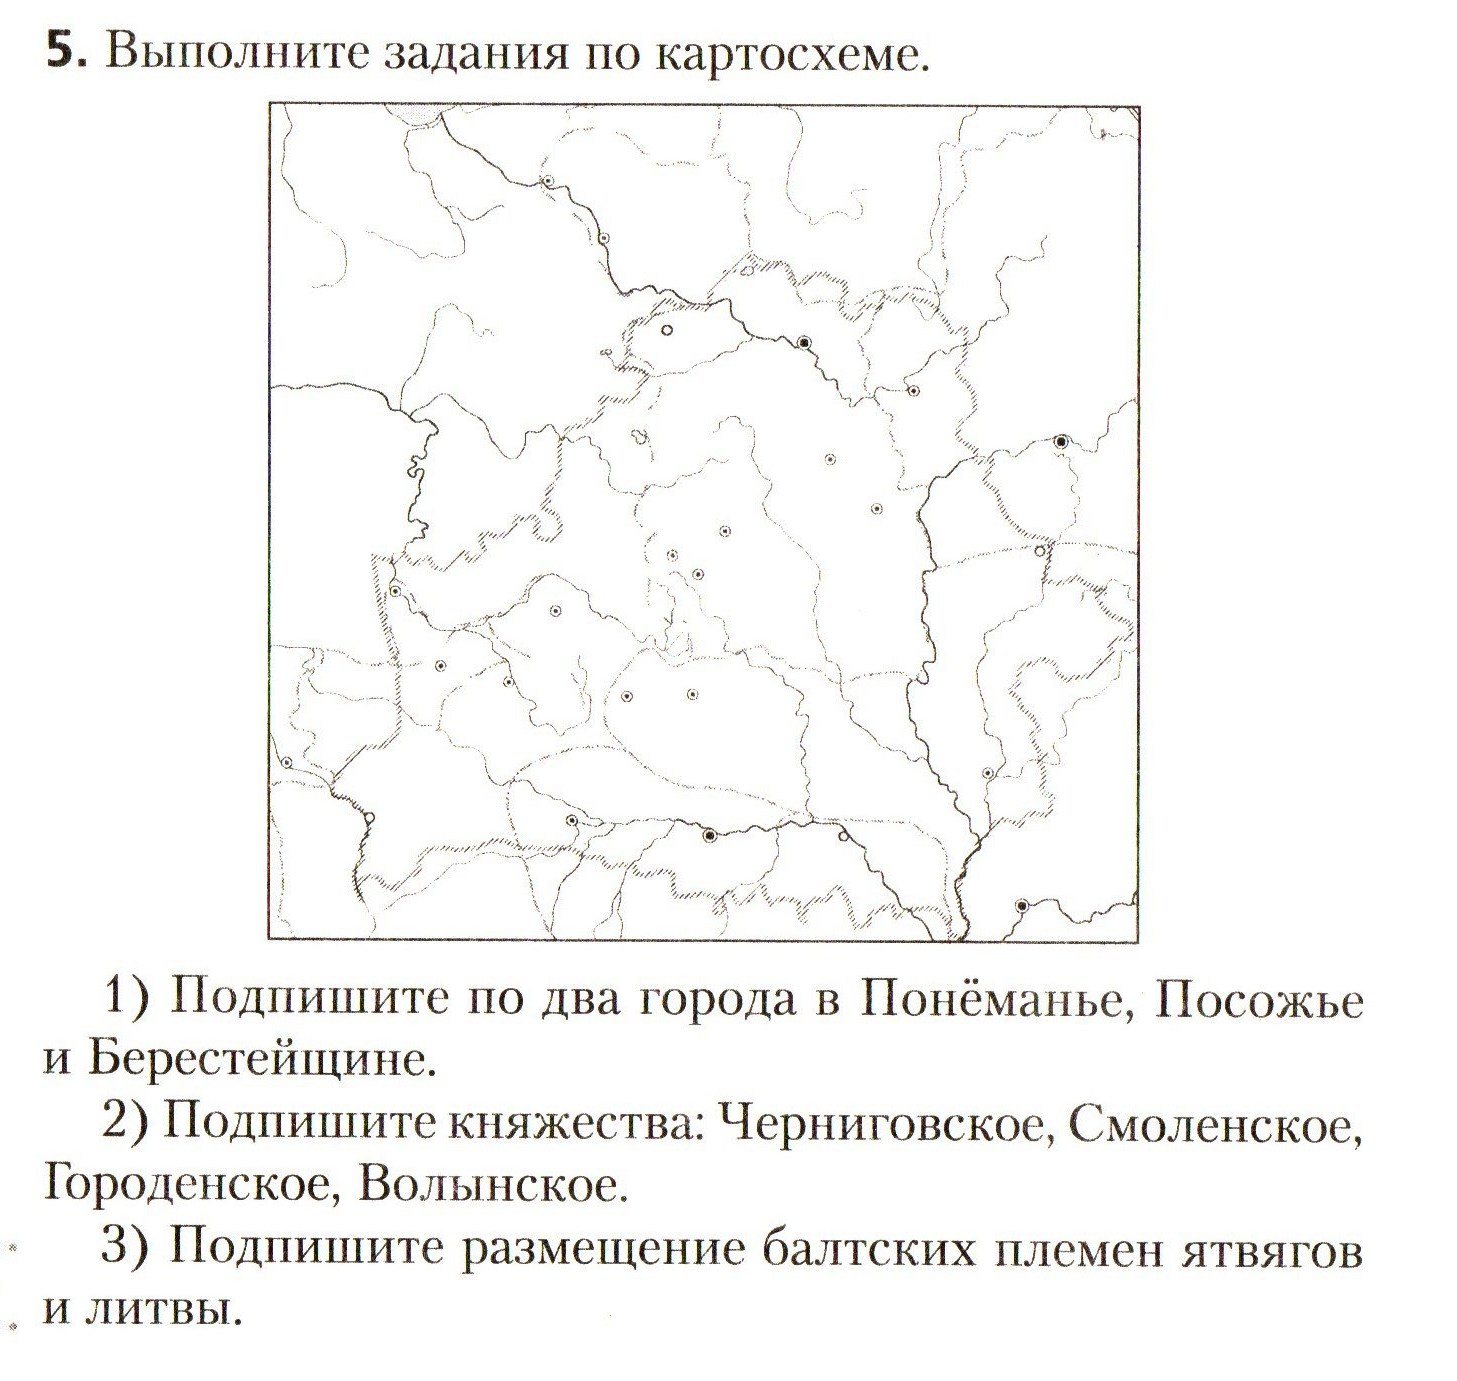 5. Выполните задания по картосхеме.
1) Подпишите по два города в Понёманье, Посожье
и Берестейщине.
2) Подпишите княжества: Черниговское, Смоленское,
Городенское, Волынское.
3) Подпишите размещение балтских племен ятвягов
и литвы.